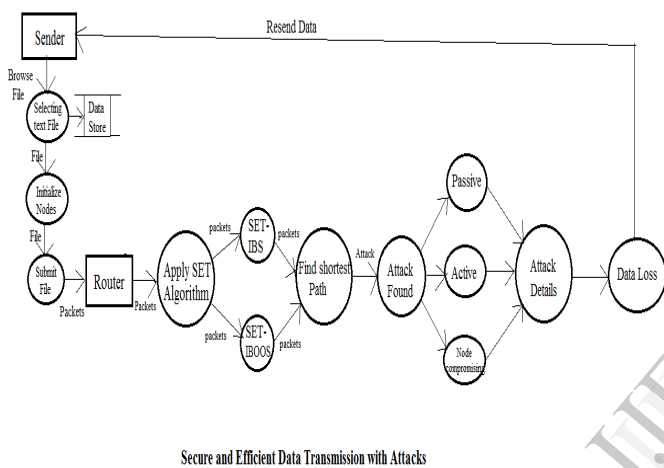 Resend Data
Sender
Browse
File
Selecting
text File
Data
Store
File
Initialize
Nodes
File
Submit
File
Packets
Router
Packets
Apply SET
Algorithm
packets
SET-
IBS
packets
packets
SET-
IBOOS
packets
Find shortest
Path
Attack
Attack
Found
Passive
Active
Node
compromising
Attack
Details
Data Loss
Secure and Efficient Data Transmission with Attacks